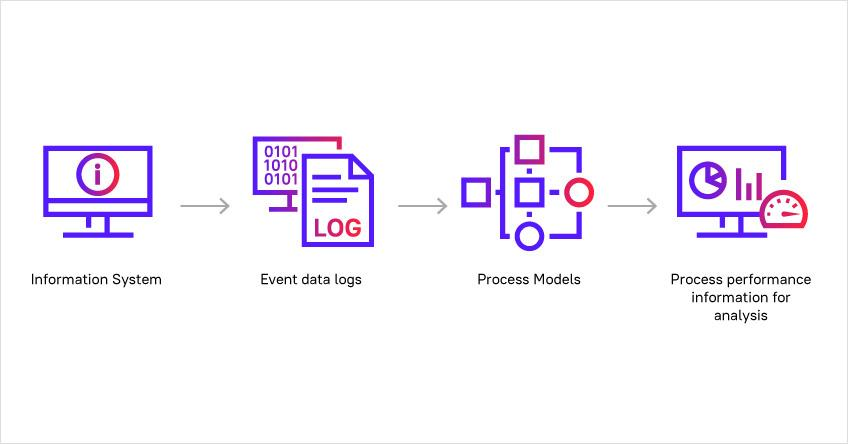 i
0101
1010
0101
LOG
Information System
Event data logs
Process Models
Process performance
information for
analysis